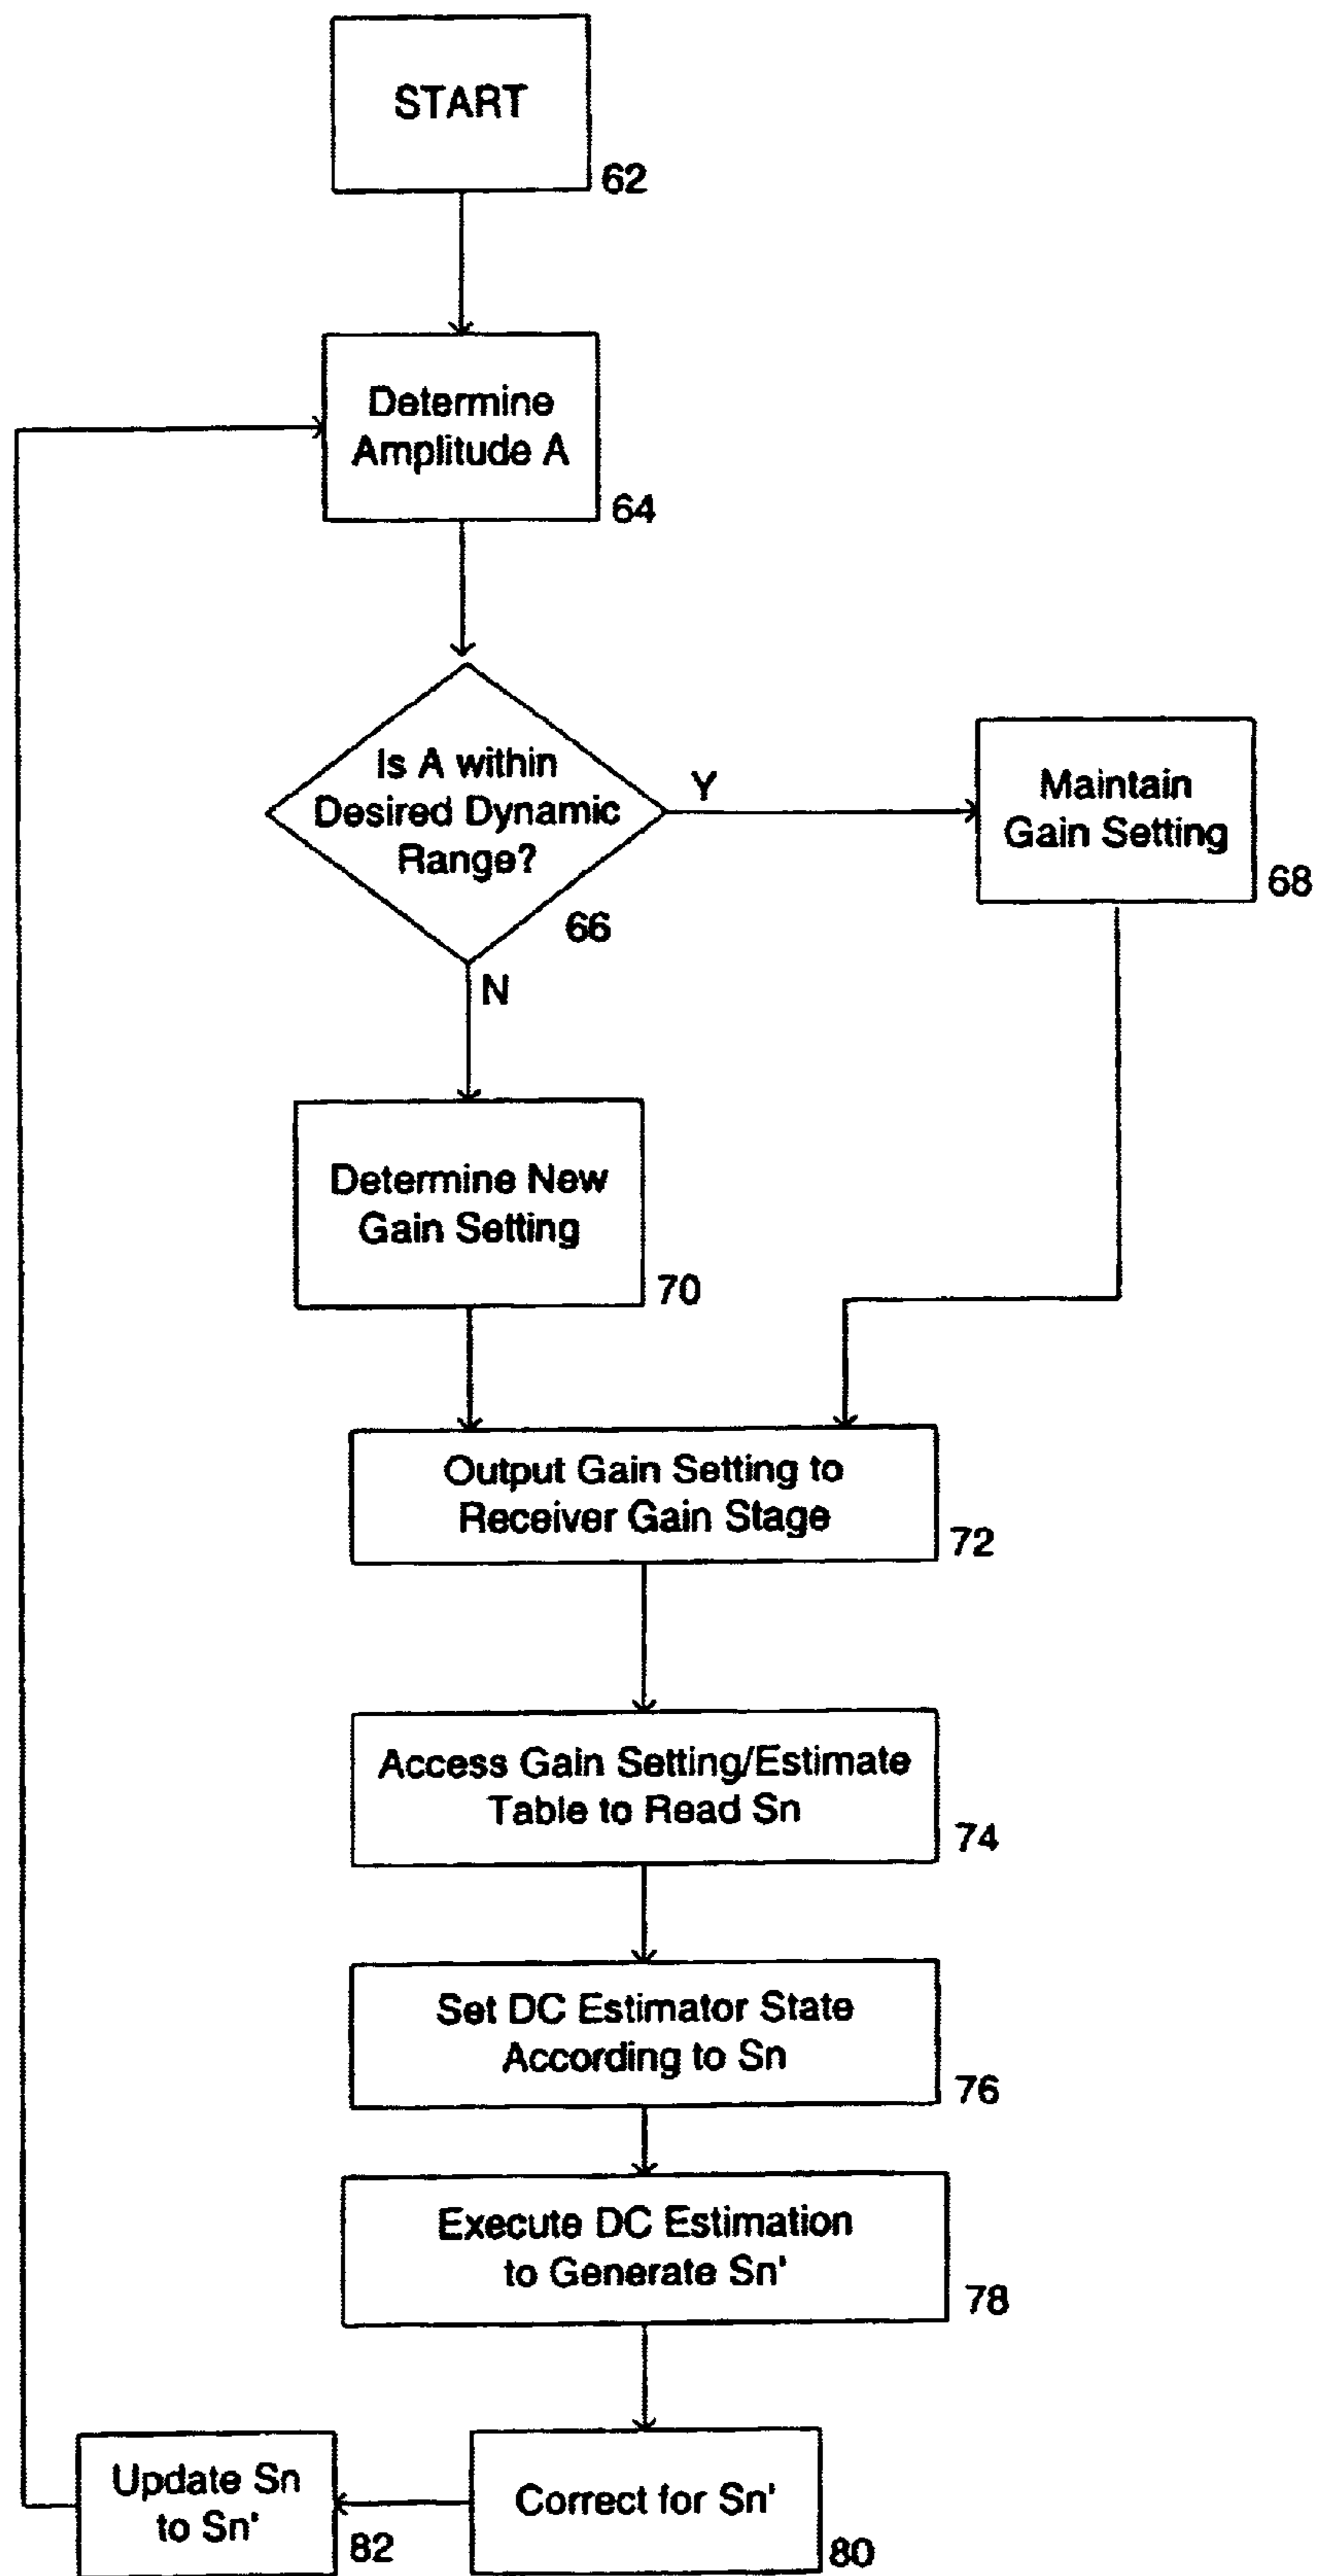 START
62
Determine
Amplitude A
64
Is A within
Desired Dynamic
Range?
66
Y
Maintain
Gain Setting
68
N
Determine New
Gain Setting
70
Output Gain Setting to
Receiver Gain Stage
72
Access Gain Setting/Estimate
Table to Read Sn
74
Set DC Estimator State
According to Sn
76
Execute DC Estimation
to Generate Sn'
78
Correct for Sn'
80
Update Sn
to Sn'
82